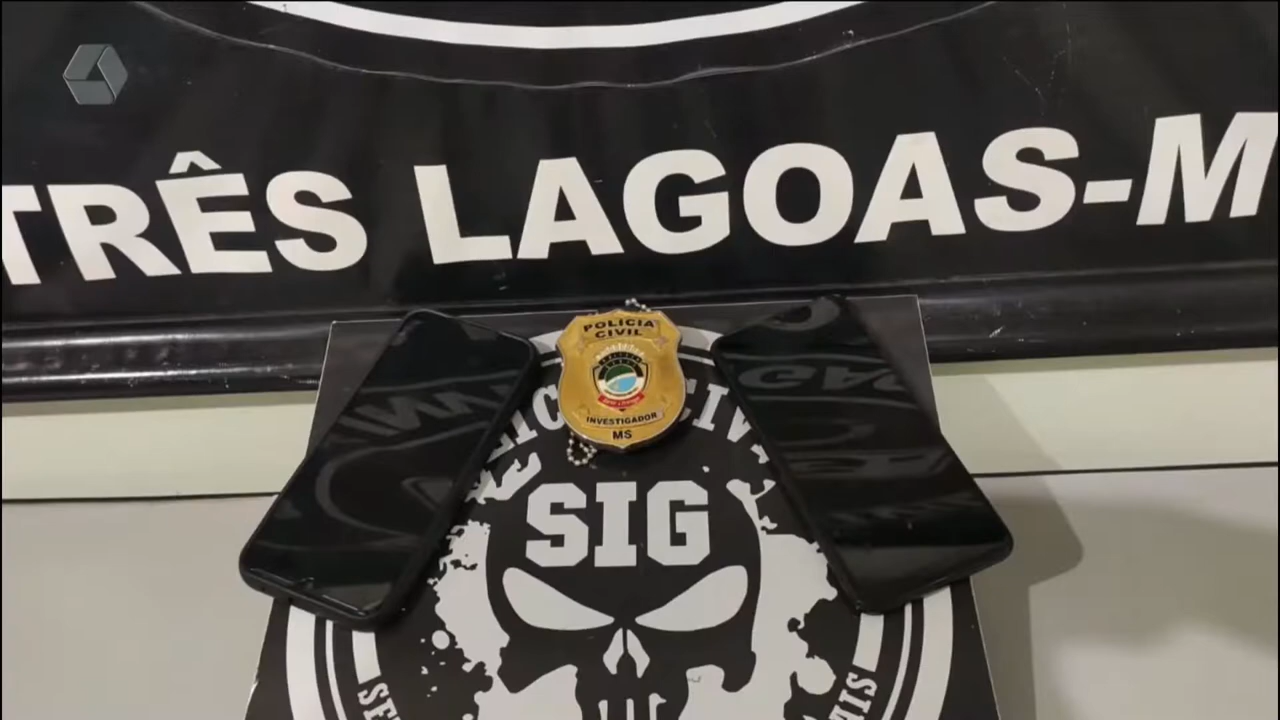 TRÊS LAGOAS-M
POLÍCIA
CIVIL
INVESTIGADOR
MS
SIG